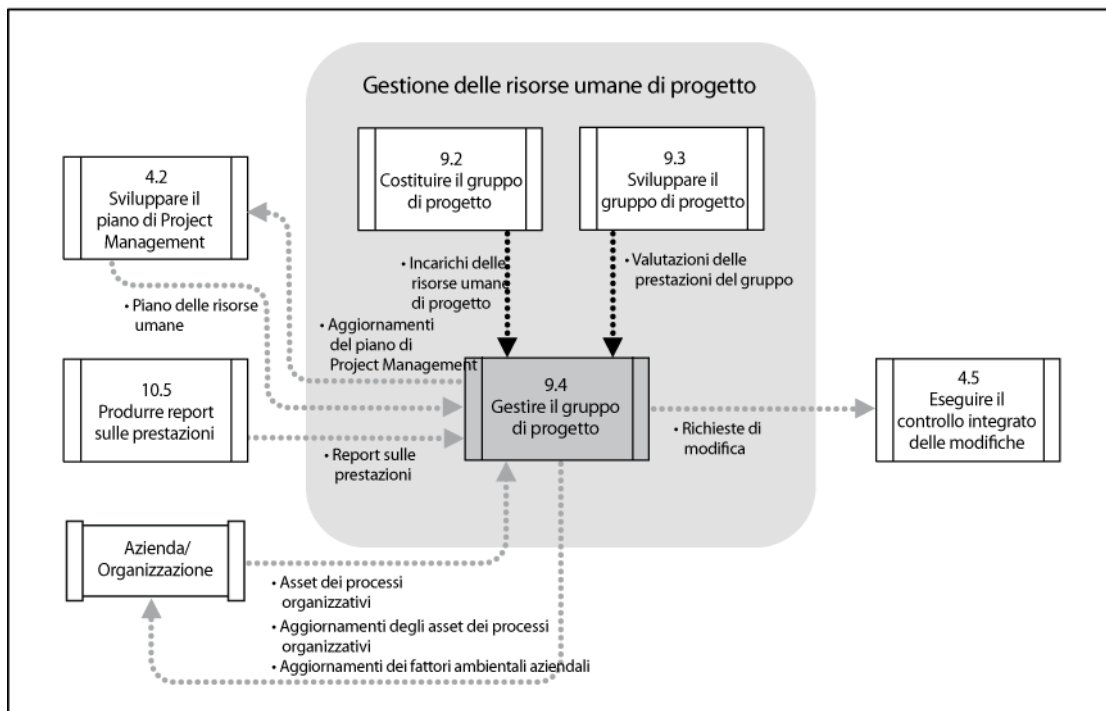 Gestione delle risorse umane di progetto
9.2
Costituire il gruppo
di progetto
9.3
Sviluppare il
gruppo di progetto
4.2
Sviluppare il
piano di Project
Management
• Incarichi delle
risorse umane
di progetto
• Valutazioni delle
prestazioni del gruppo
• Piano delle risorse
umane
• Aggiornamenti
del piano di
Project Management
10.5
Produrre report
sulle prestazioni
9.4
Gestire il gruppo
di progetto
4.5
Eseguire il
controllo integrato
delle modifiche
• Report sulle
prestazioni
• Richieste di
modifica
Azienda/
Organizzazione
• Asset dei processi
organizzativi
• Aggiornamenti degli asset dei processi
organizzativi
• Aggiornamenti dei fattori ambientali aziendali